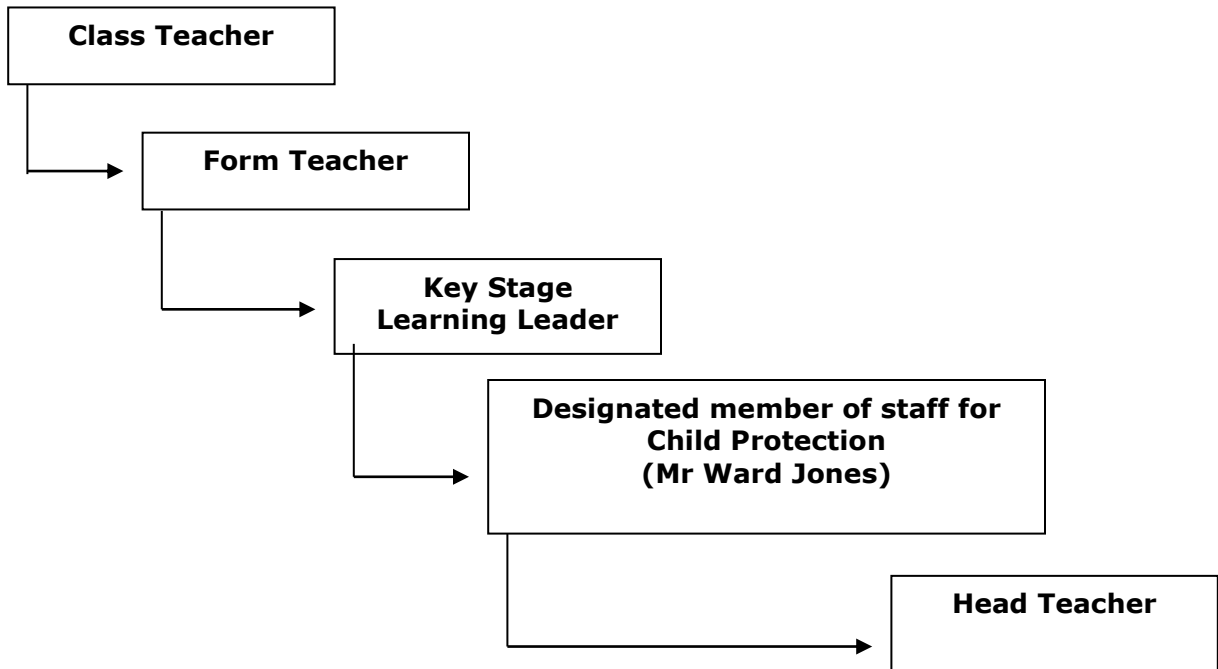 Class Teacher
Form Teacher
Key Stage
Learning Leader
Designated member of staff for
Child Protection
(Mr Ward Jones)
Head Teacher